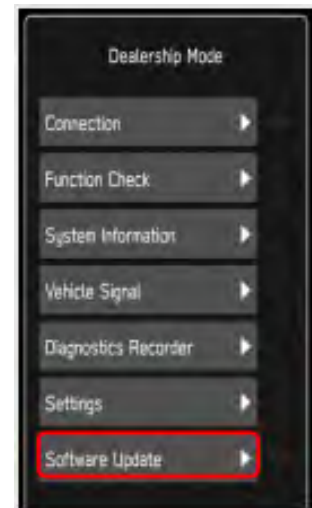 Dealership Mode
Connection
Function Check
System Information
Vehicle Signal
Diagnostics Recorder
Settings
Software Update